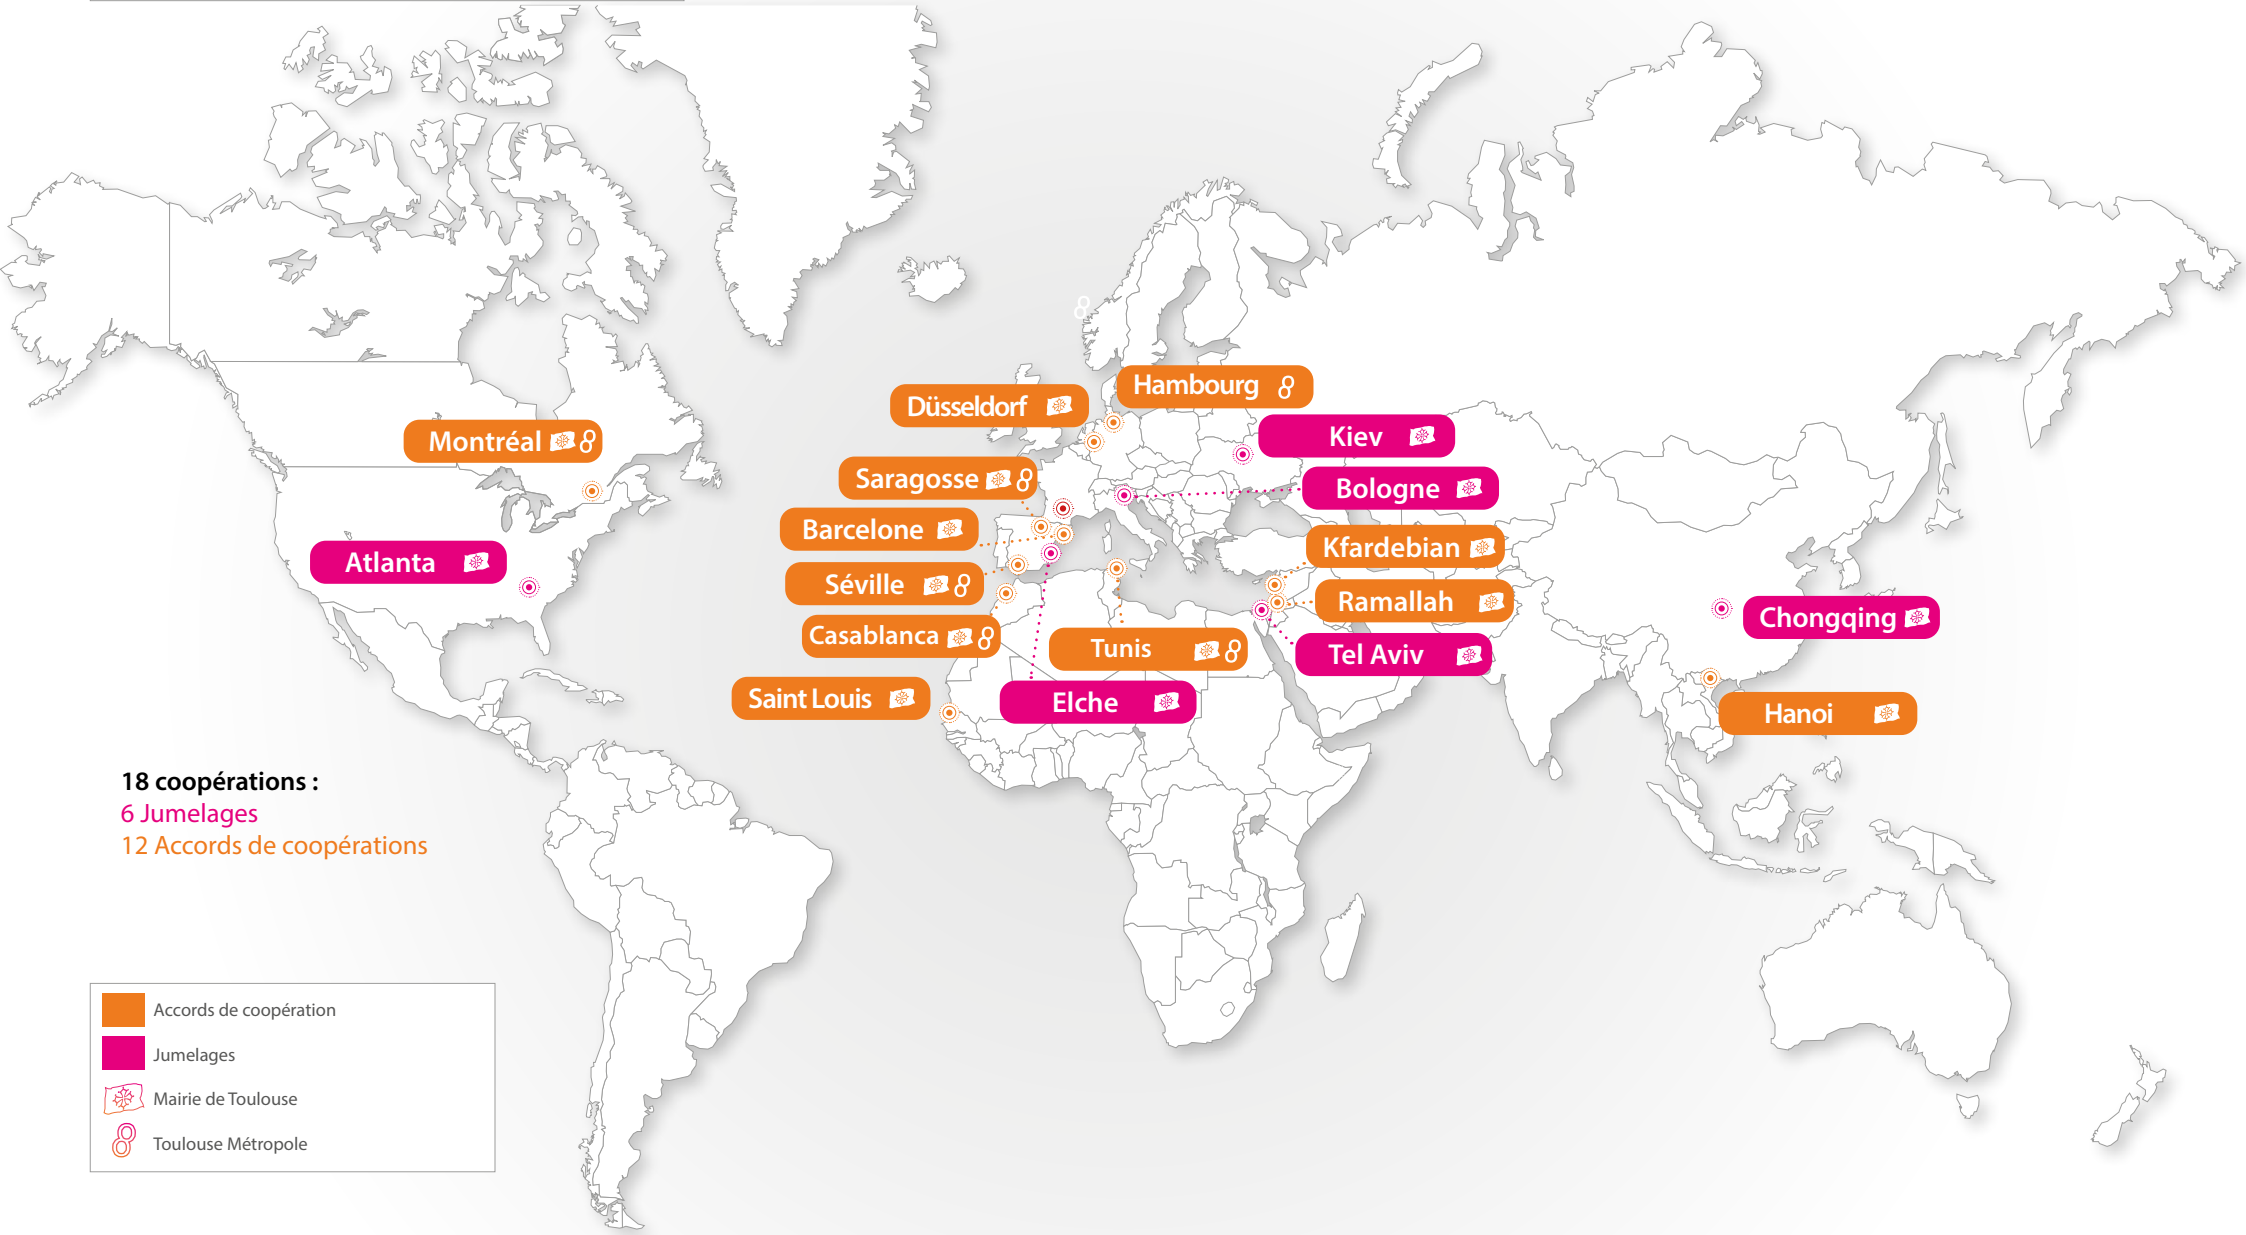 Hambourg
Düsseldorf
Kiev
Montréal
Saragosse
Bologne
Barcelone
Kfardebian
Atlanta
Séville
Ramallah
Chongqing
Casablanca
Tunis
Tel Aviv
Saint Louis
Elche
Hanoi
18 coopérations :
6 Jumelages
12 Accords de coopérations
Accords de coopération
Jumelages
Mairie de Toulouse
Toulouse Métropole